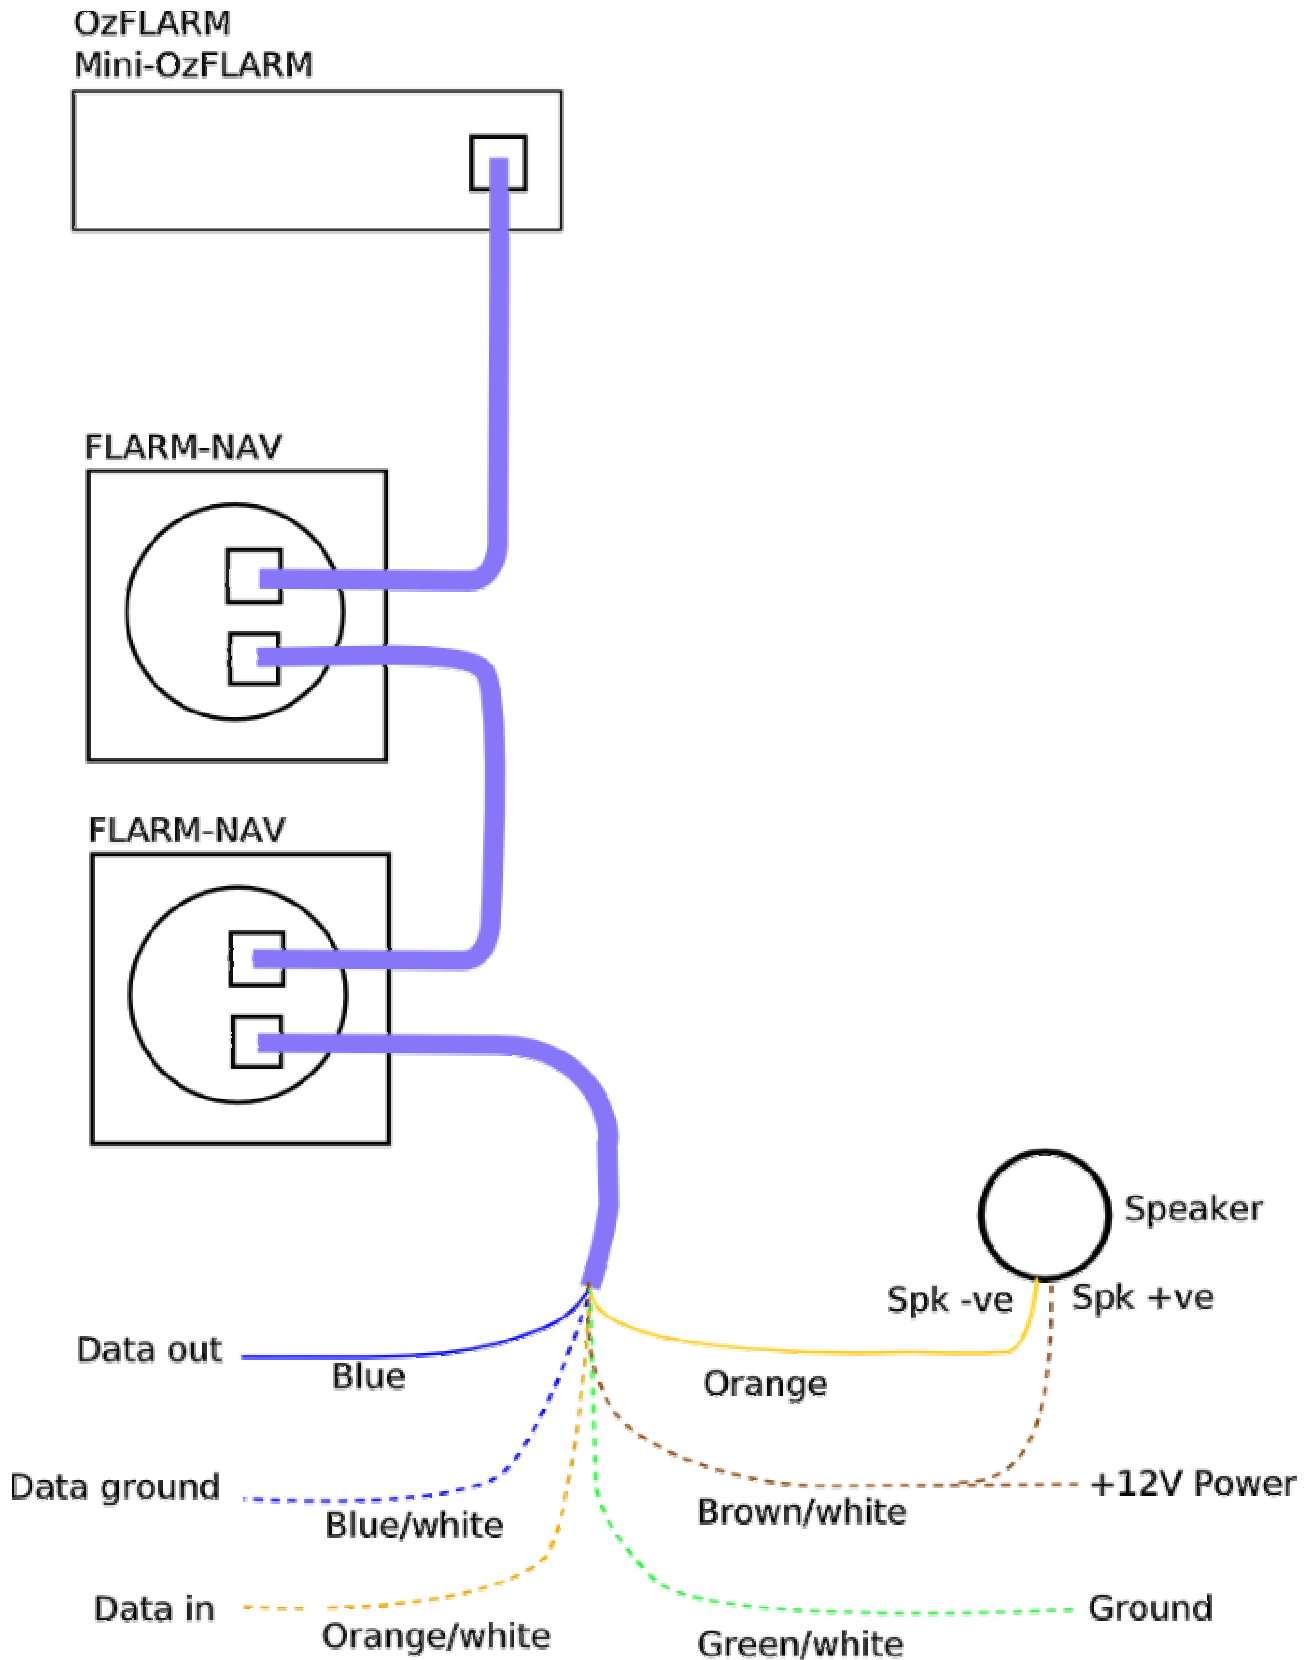 OzFLARM
Mini-OzFLARM
FLARM-NAV
FLARM-NAV
Speaker
Spk -ve
Spk +ve
Data out
Blue
Orange
Data ground
Blue/white
+12V Power
Brown/white
Data in
Orange/white
Ground
Green/white